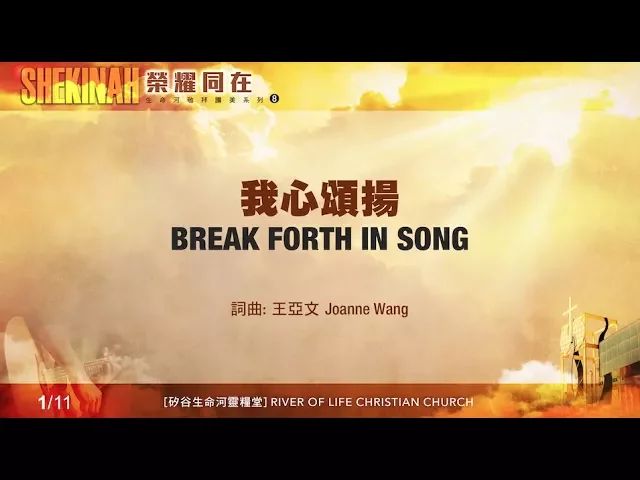 SHEKINAH 榮耀同在
生命河敬拜讚美系列 8
我心頌揚
BREAK FORTH IN SONG
詞曲: 王亞文 Joanne Wang
1/11
[矽谷生命河靈糧堂] RIVER OF LIFE CHRISTIAN CHURCH